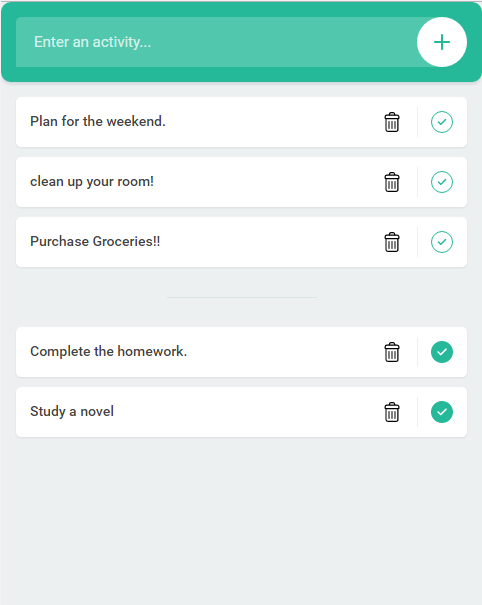 Enter an activity...
Plan for the weekend.
clean up your room!
Purchase Groceries!!
Complete the homework.
Study a novel